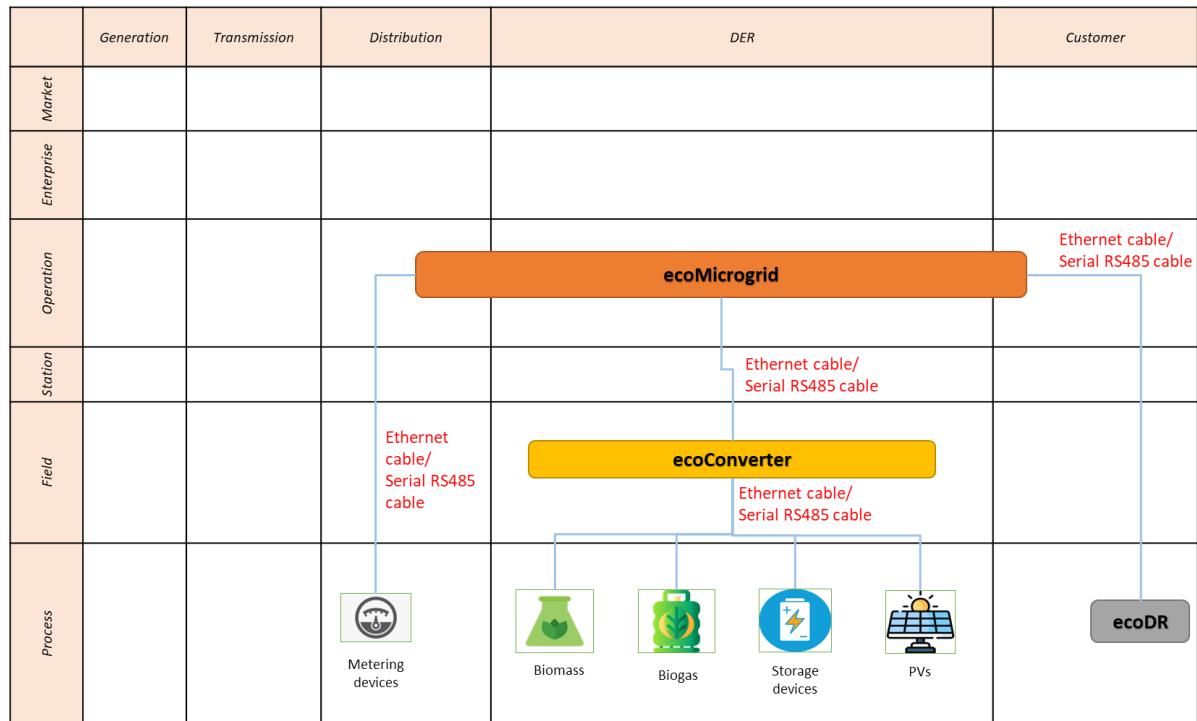 Generation
Transmission
Distribution
DER
Customer
Market
Enterprise
Operation
ecoMicrogrid
Ethernet cable/
Serial RS485 cable
Station
Ethernet cable/
Serial RS485 cable
Field
Ethernet
cable/
Serial RS485
cable
ecoConverter
Ethernet cable/
Serial RS485 cable
Process
Metering
devices
Biomass
Biogas
Storage
devices
PVs
ecoDR